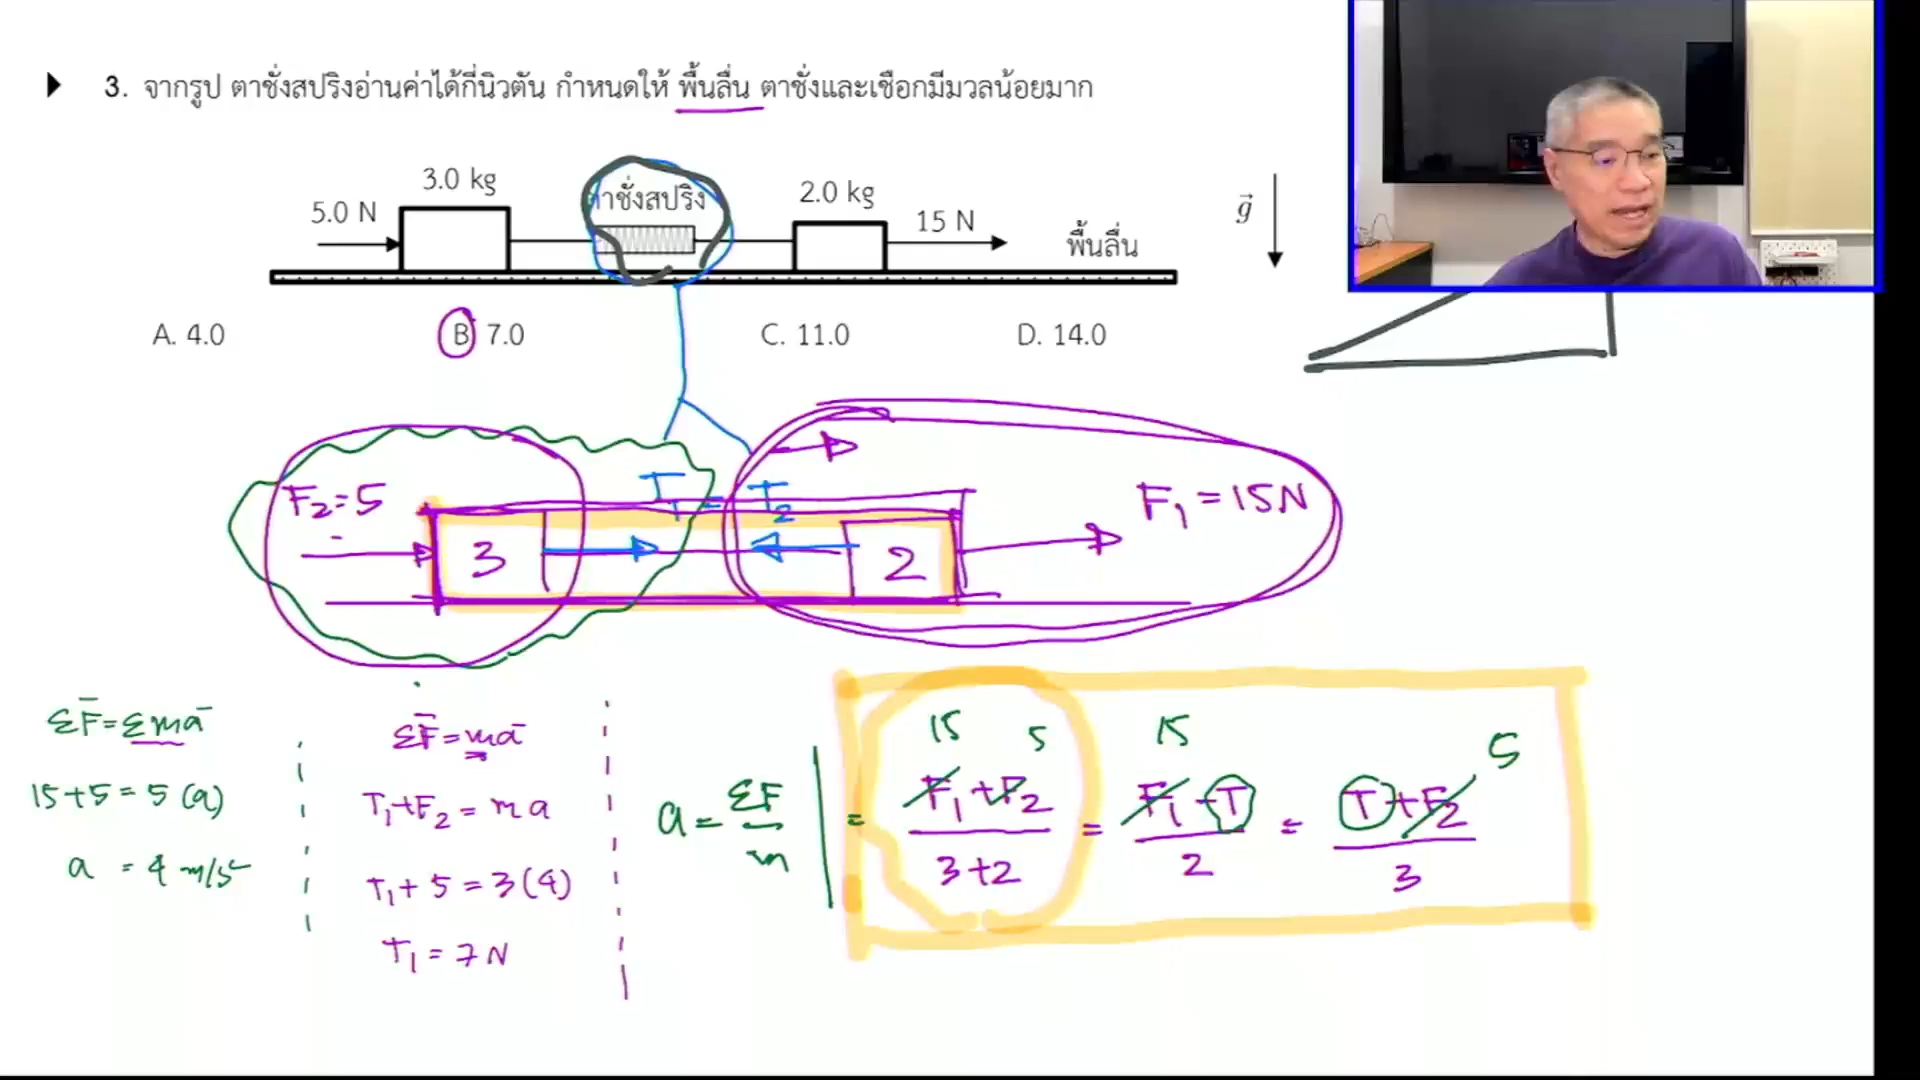 3. จากรูป ตาชั่งสปริงอ่านค่าได้กี่นิวตัน กำหนดให้ พื้นลื่น ตาชั่งและเชือกมีมวลน้อยมาก
3.0 kg
ตาชั่งสปริง
2.0 kg
5.0 N
15 N
พื้นลื่น
g⃗
A. 4.0
B 7.0
C. 11.0
D. 14.0
F₂=5
T₁ = T₂
F₁ = 15N
3
2
ΣF̄=Σmā
15+5 = 5 (a)
a = 4 m/s²
ΣF̄=mā
T₁+F₂ = ma
T₁ + 5 = 3(4)
T₁ = 7N
15 5 15 5
a = ΣF/m = (F₁+F₂)/(3+2) = (F₁-T)/2 = (T+F₂)/3